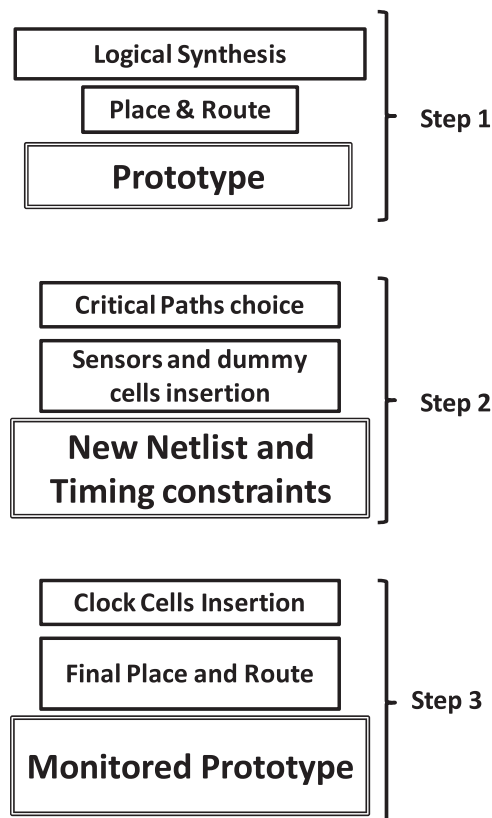 Logical Synthesis
Place & Route
Prototype
Step 1
Critical Paths choice
Sensors and dummy
cells insertion
New Netlist and
Timing constraints
Step 2
Clock Cells Insertion
Final Place and Route
Monitored Prototype
Step 3